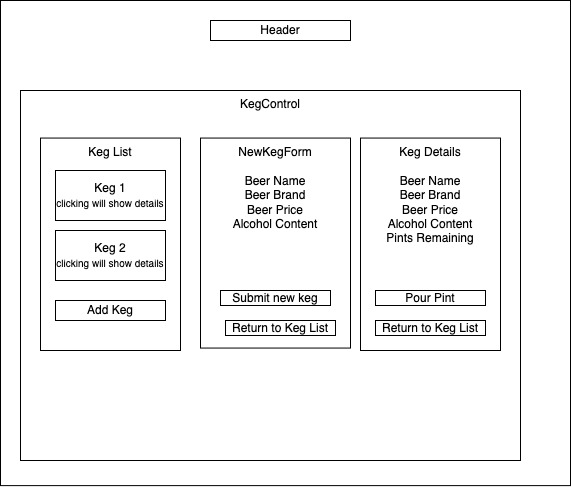 Header
KegControl
Keg List
Keg 1
clicking will show details
Keg 2
clicking will show details
Add Keg
NewKegForm
Beer Name
Beer Brand
Beer Price
Alcohol Content
Submit new keg
Return to Keg List
Keg Details
Beer Name
Beer Brand
Beer Price
Alcohol Content
Pints Remaining
Pour Pint
Return to Keg List